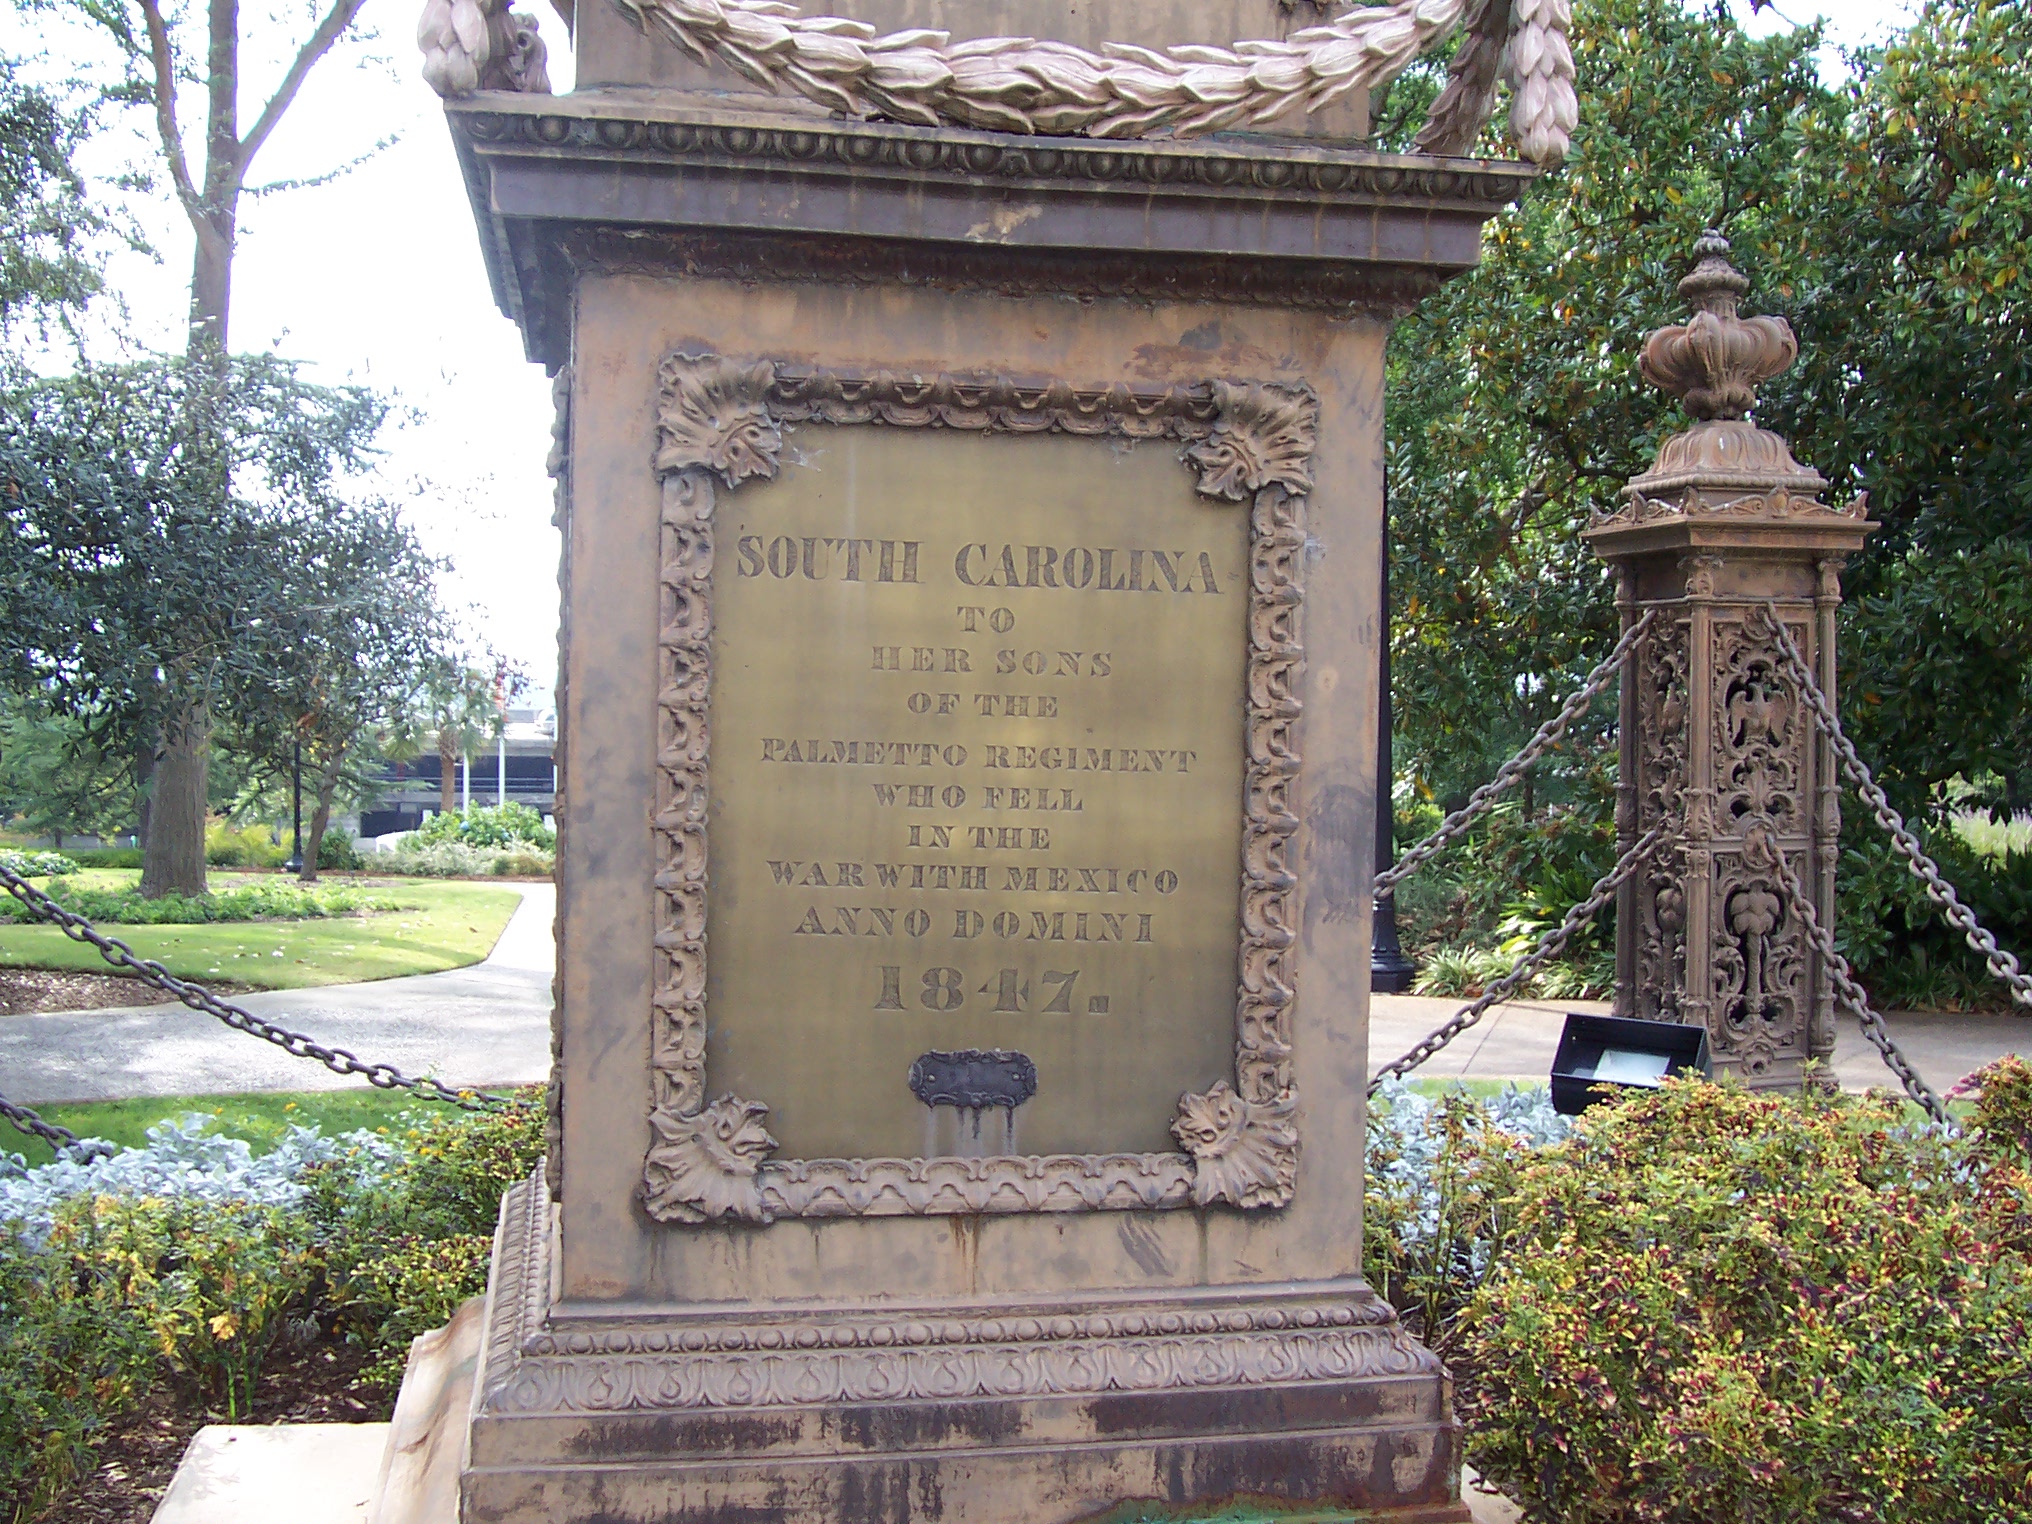 SOUTH CAROLINA
TO
HER SONS
OF THE
PALMETTO REGIMENT
WHO FELL
IN THE
WAR WITH MEXICO
ANNO DOMINI
1847.